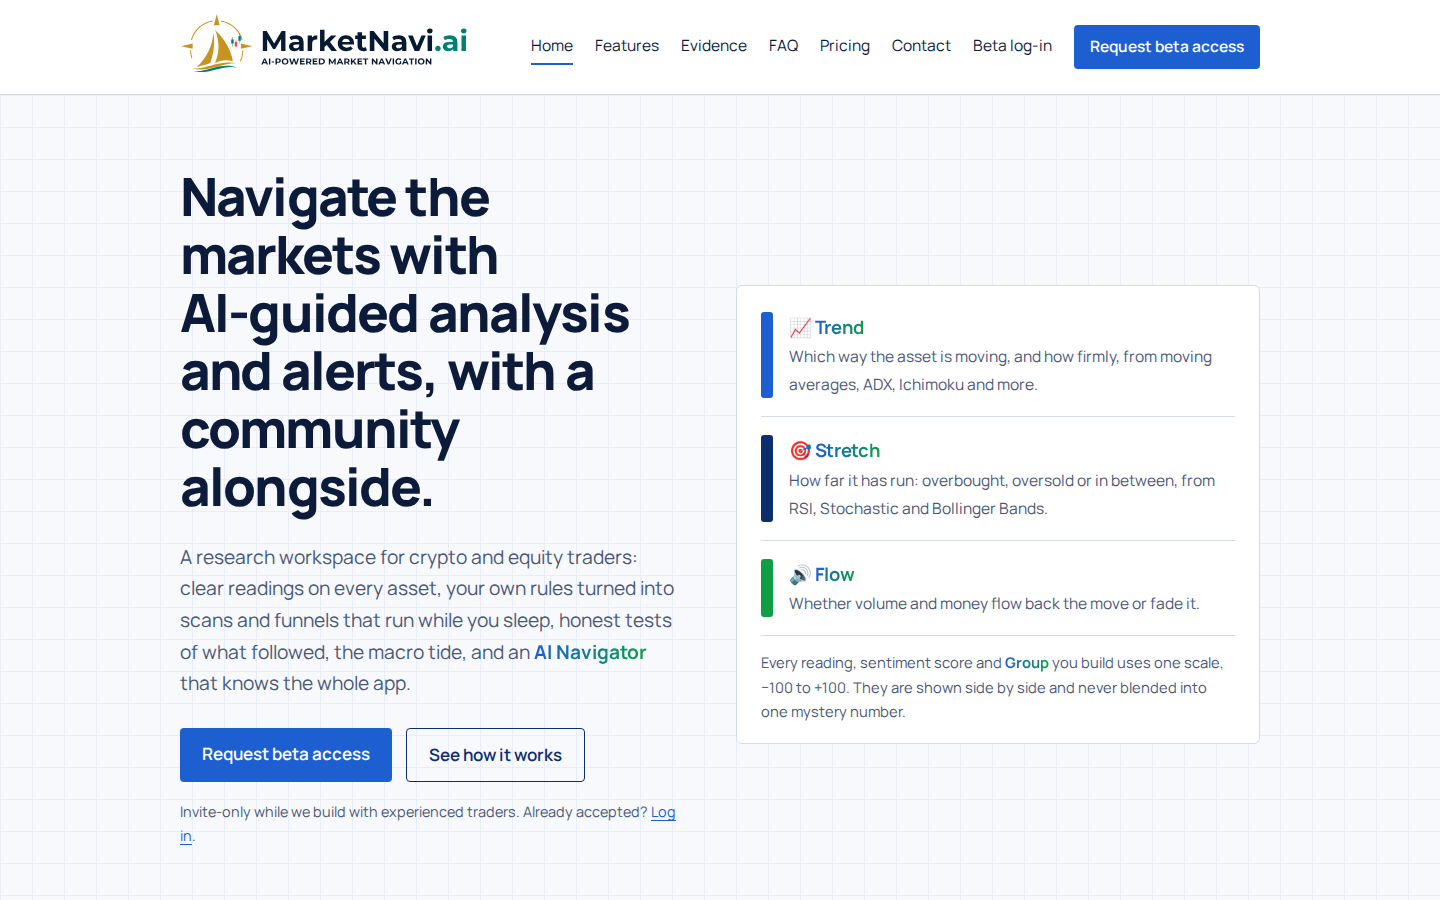 MarketNavi.ai
AI-POWERED MARKET NAVIGATION
Home
Features
Evidence
FAQ
Pricing
Contact
Beta log-in
Request beta access
Navigate the
markets with
AI-guided analysis
and alerts, with a
community
alongside.
A research workspace for crypto and equity traders:
clear readings on every asset, your own rules turned into
scans and funnels that run while you sleep, honest tests
of what followed, the macro tide, and an AI Navigator
that knows the whole app.
Request beta access
See how it works
Invite-only while we build with experienced traders. Already accepted? Log
in.
Trend
Which way the asset is moving, and how firmly, from moving
averages, ADX, Ichimoku and more.
Stretch
How far it has run: overbought, oversold or in between, from
RSI, Stochastic and Bollinger Bands.
Flow
Whether volume and money flow back the move or fade it.
Every reading, sentiment score and Group you build uses one scale,
−100 to +100. They are shown side by side and never blended into
one mystery number.